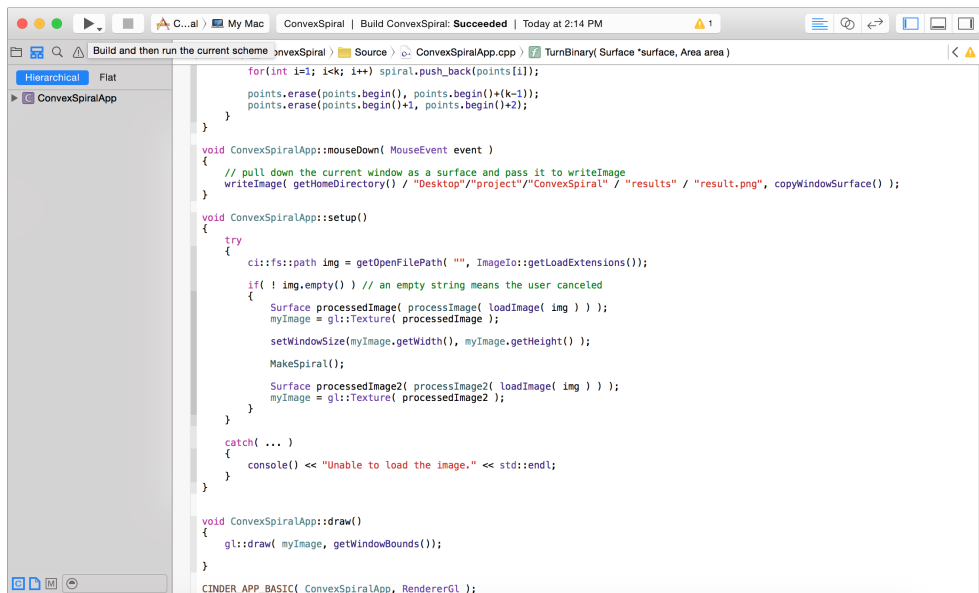 C...al 〉 My Mac
ConvexSpiral | Build ConvexSpiral: Succeeded | Today at 2:14 PM
1
Build and then run the current scheme
onvexSpiral 〉 Source 〉 ConvexSpiralApp.cpp 〉 f TurnBinary( Surface *surface, Area area )
Hierarchical Flat
C ConvexSpiralApp
for(int i=1; i<k; i++) spiral.push_back(points[i]);
points.erase(points.begin(), points.begin()+(k-1));
points.erase(points.begin()+1, points.begin()+2);
}
}
void ConvexSpiralApp::mouseDown( MouseEvent event )
{
// pull down the current window as a surface and pass it to writeImage
writeImage( getHomeDirectory() / "Desktop"/"project"/"ConvexSpiral" / "results" / "result.png", copyWindowSurface() );
}
void ConvexSpiralApp::setup()
{
try
{
ci::fs::path img = getOpenFilePath( "", ImageIo::getLoadExtensions());
if( ! img.empty() ) // an empty string means the user canceled
{
Surface processedImage( processImage( loadImage( img ) ) );
myImage = gl::Texture( processedImage );
setWindowSize(myImage.getWidth(), myImage.getHeight() );
MakeSpiral();
Surface processedImage2( processImage2( loadImage( img ) ) );
myImage = gl::Texture( processedImage2 );
}
}
catch( ... )
{
console() << "Unable to load the image." << std::endl;
}
}
void ConvexSpiralApp::draw()
{
gl::draw( myImage, getWindowBounds());
}
CINDER_APP_BASIC( ConvexSpiralApp, RendererGl );
C M